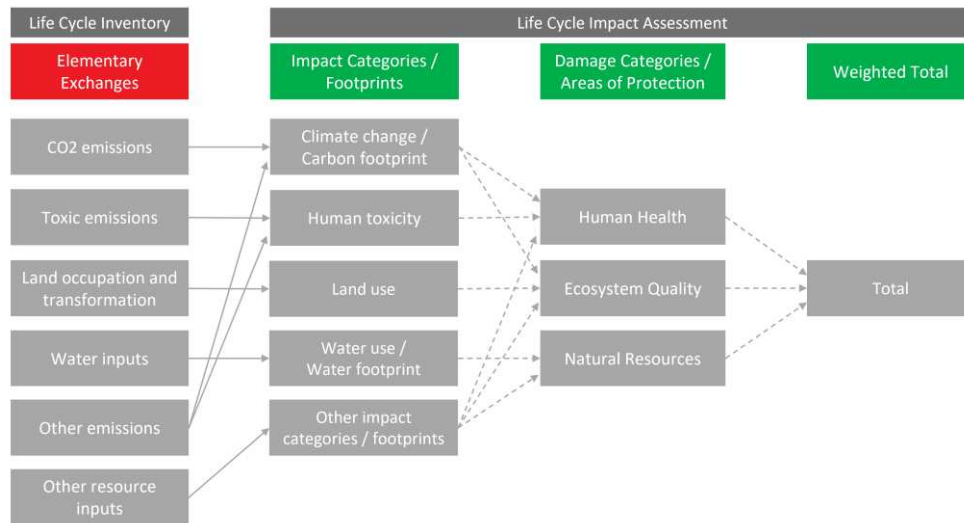 Life Cycle Inventory
Life Cycle Impact Assessment
Elementary
Exchanges
Impact Categories /
Footprints
Damage Categories /
Areas of Protection
Weighted Total
CO2 emissions
Climate change /
Carbon footprint
Toxic emissions
Human toxicity
Human Health
Land occupation and
transformation
Land use
Ecosystem Quality
Total
Water inputs
Water use /
Water footprint
Natural Resources
Other emissions
Other impact
categories / footprints
Other resource
inputs